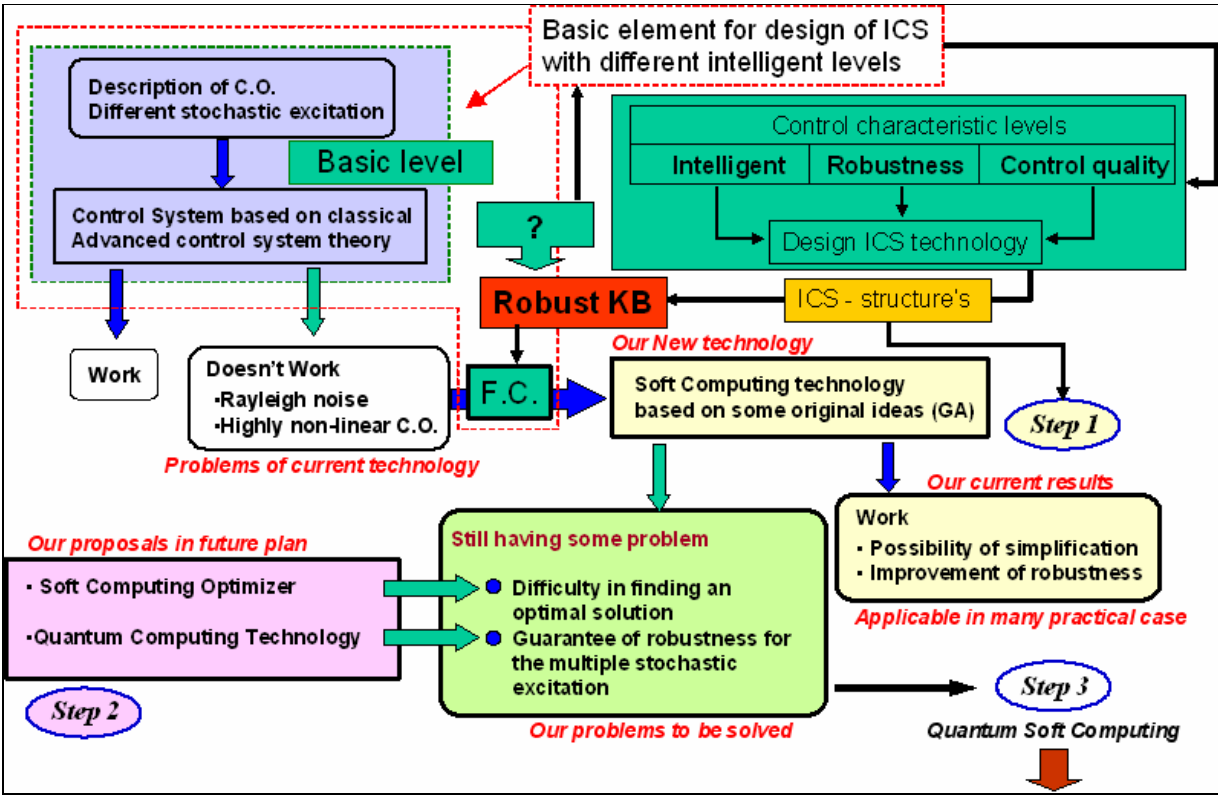 Basic element for design of ICS
with different intelligent levels
Description of C.O.
Different stochastic excitation
Basic level
Control System based on classical
Advanced control system theory
Control characteristic levels
Intelligent
Robustness
Control quality
Design ICS technology
?
Robust KB
ICS - structure's
Work
Doesn't Work
▪Rayleigh noise
▪Highly non-linear C.O.
Problems of current technology
F.C.
Our New technology
Soft Computing technology
based on some original ideas (GA)
Step 1
Our current results
Work
▪ Possibility of simplification
▪ Improvement of robustness
Applicable in many practical case
Our proposals in future plan
▪ Soft Computing Optimizer
▪Quantum Computing Technology
Step 2
Still having some problem
● Difficulty in finding an
optimal solution
● Guarantee of robustness for
the multiple stochastic
excitation
Our problems to be solved
Step 3
Quantum Soft Computing